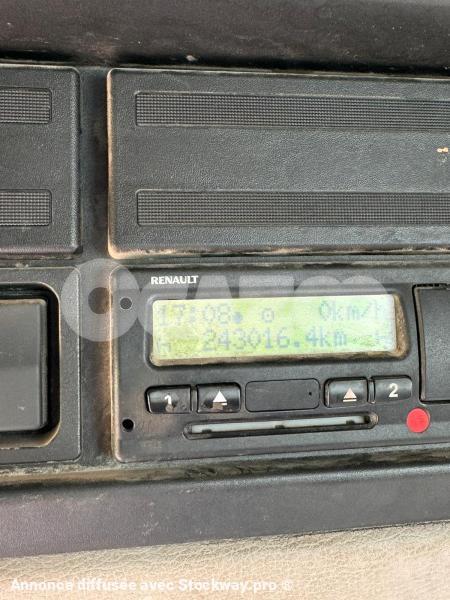 RENAULT
17:08 0km/h
243016.4km
1 2
Annonce diffusée avec Stockway.pro ©